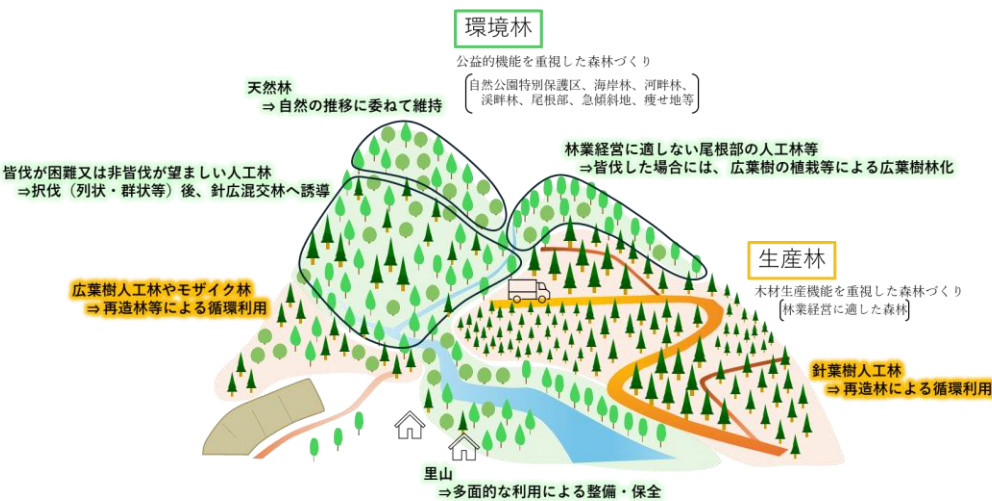 環境林
公益的機能を重視した森林づくり
自然公園特別保護区、海岸林、河畔林、
渓畔林、尾根部、急傾斜地、痩せ地等
天然林
⇒自然の推移に委ねて維持
林業経営に適しない尾根部の人工林等
⇒皆伐した場合には、広葉樹の植栽等による広葉樹林化
皆伐が困難又は非皆伐が望ましい人工林
⇒択伐（列状・群状等）後、針広混交林へ誘導
生産林
木材生産機能を重視した森林づくり
林業経営に適した森林
広葉樹人工林やモザイク林
⇒再造林等による循環利用
針葉樹人工林
⇒再造林による循環利用
里山
⇒多面的な利用による整備・保全